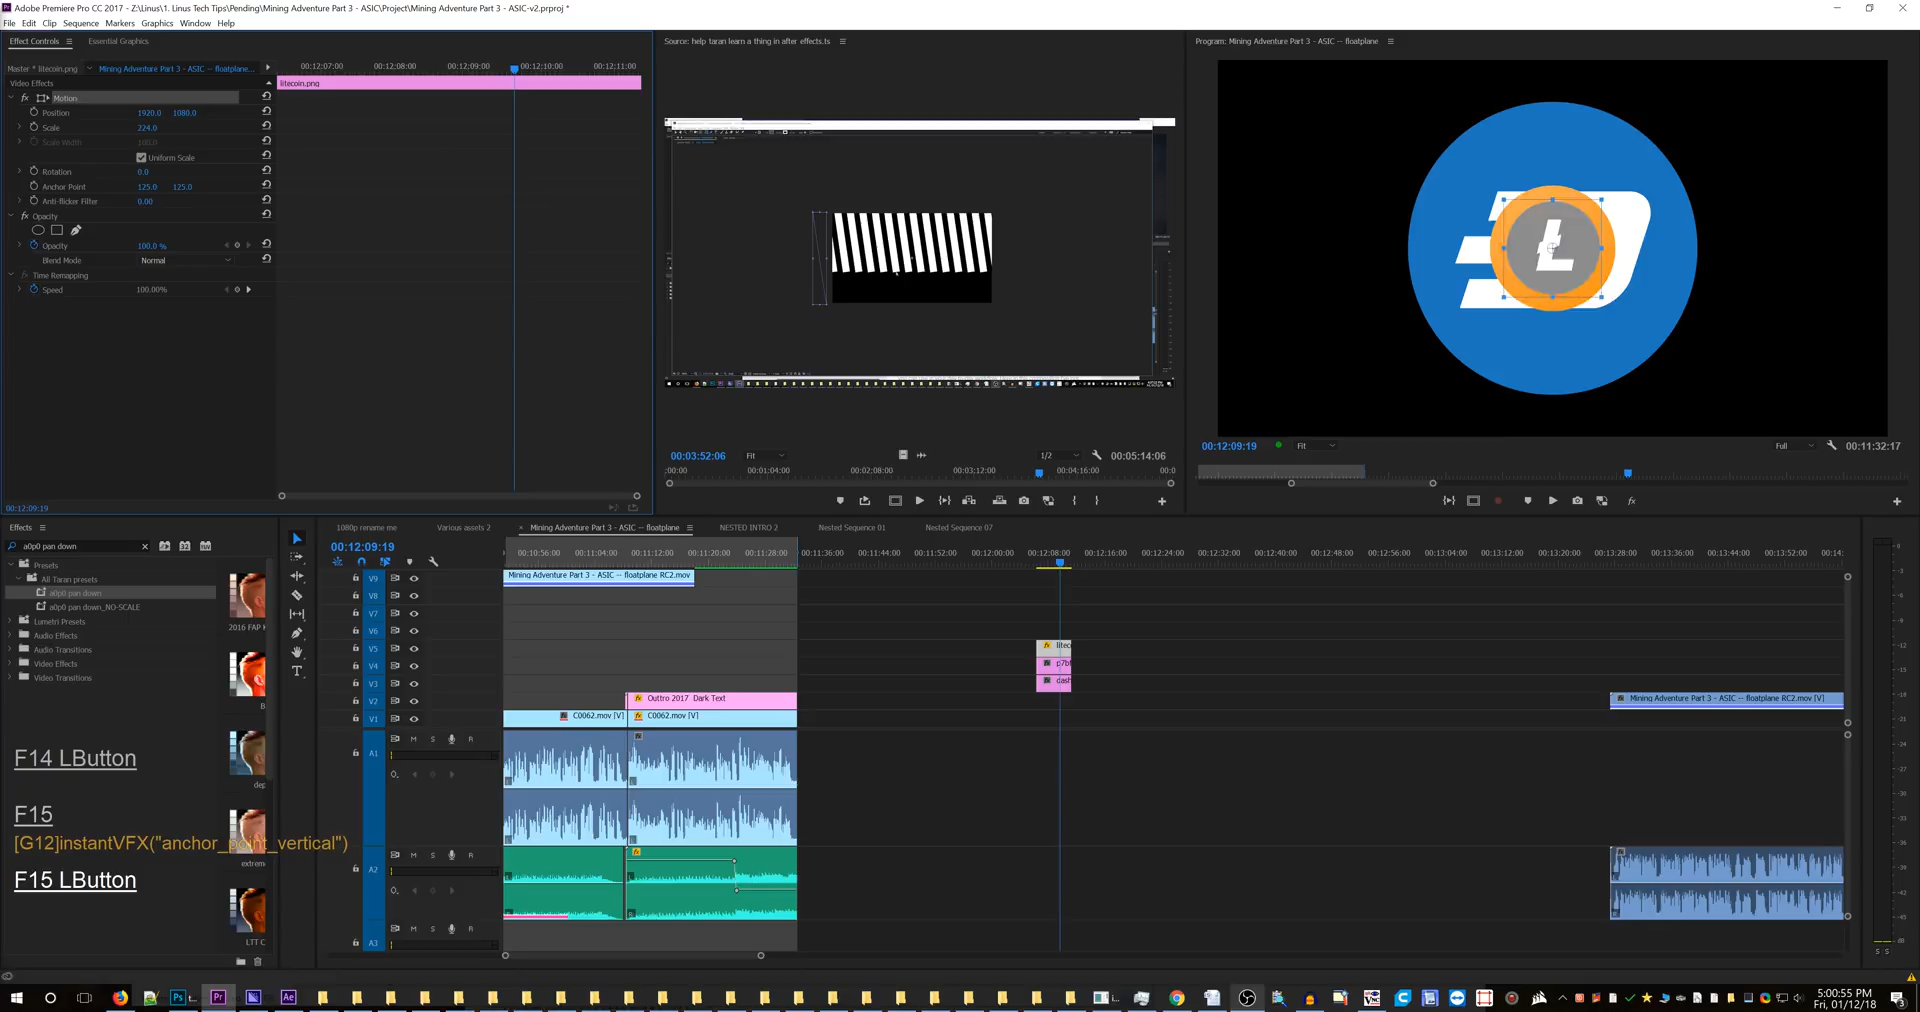 Adobe Premiere Pro CC 2017 - Z:\Linus\1. Linus Tech Tips\Pending\Mining Adventure Part 3 - ASIC\Project\Mining Adventure Part 3 - ASIC-v2.prproj *
File Edit Clip Sequence Markers Graphics Window Help
Effect Controls Essential Graphics
Master * litecoin.png Mining Adventure Part 3 - ASIC -- floatplane...
00:12:07:00 00:12:08:00 00:12:09:00 00:12:10:00 00:12:11:00
Video Effects
litecoin.png
fx Motion
Position 1920.0 1080.0
Scale 224.0
Scale Width 100.0
Uniform Scale
Rotation 0.0
Anchor Point 125.0 125.0
Anti-flicker Filter 0.00
fx Opacity
Opacity 100.0 %
Blend Mode Normal
Time Remapping
Speed 100.00%
00:12:09:19
Source: help taran learn a thing in after effects.ts
00:03:52:06 Fit 1/2 00:05:14:06
;00:00 00:01:04:00 00:02:08:00 00:03:12:00 00:04:16:00 00:0
Program: Mining Adventure Part 3 - ASIC -- floatplane
00:12:09:19 Fit Full 00:11:32:17
Effects
a0p0 pan down
Presets
All Taran presets
a0p0 pan down
a0p0 pan down_NO-SCALE
Lumetri Presets
Audio Effects
Audio Transitions
Video Effects
Video Transitions
2016 FAP
dep
extreme
LTT C
1080p rename me Various assets 2 Mining Adventure Part 3 - ASIC -- floatplane NESTED INTRO 2 Nested Sequence 01 Nested Sequence 07
00:12:09:19
00:10:56:00 00:11:04:00 00:11:12:00 00:11:20:00 00:11:28:00 00:11:36:00 00:11:44:00 00:11:52:00 00:12:00:00 00:12:08:00 00:12:16:00 00:12:24:00 00:12:32:00 00:12:40:00 00:12:48:00 00:12:56:00 00:13:04:00 00:13:12:00 00:13:20:00 00:13:28:00 00:13:36:00 00:13:44:00 00:13:52:00 00:14:
V9 Mining Adventure Part 3 - ASIC -- floatplane RC2.mov
V8
V7
V6
V5 litec
V4 p7bf
V3 dash
V2 Outtro 2017 Dark Text Mining Adventure Part 3 - ASIC -- floatplane RC2.mov [V]
V1 C0062.mov [V] C0062.mov [V]
M S R
A1
M S R
A2
M S R
A3
F14 LButton
F15
[G12]instantVFX("anchor_point_vertical")
F15 LButton
S S
5:00:55 PM
Fri, 01/12/18